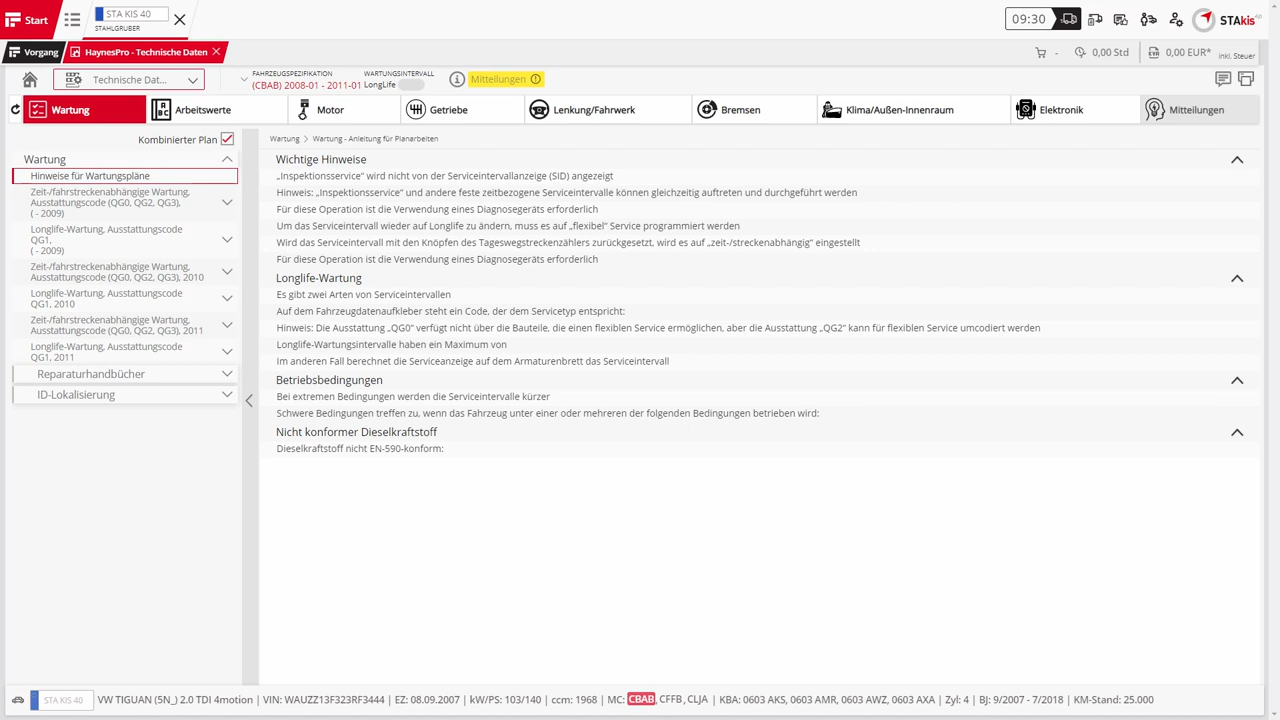 Start
STA KIS 40
STAHLGRUBER
09:30
STAkis 4.0
Vorgang
HaynesPro - Technische Daten
-
0,00 Std
0,00 EUR*
inkl. Steuer
Technische Dat...
FAHRZEUGSPEZIFIKATION
(CBAB) 2008-01 - 2011-01
WARTUNGSINTERVALL
LongLife
Mitteilungen
Wartung
Arbeitswerte
Motor
Getriebe
Lenkung/Fahrwerk
Bremsen
Klima/Außen-Innenraum
Elektronik
Mitteilungen
Kombinierter Plan
Wartung
Hinweise für Wartungspläne
Zeit-/fahrstreckenabhängige Wartung,
Ausstattungscode (QG0, QG2, QG3),
( - 2009)
Longlife-Wartung, Ausstattungscode
QG1,
( - 2009)
Zeit-/fahrstreckenabhängige Wartung,
Ausstattungscode (QG0, QG2, QG3), 2010
Longlife-Wartung, Ausstattungscode
QG1, 2010
Zeit-/fahrstreckenabhängige Wartung,
Ausstattungscode (QG0, QG2, QG3), 2011
Longlife-Wartung, Ausstattungscode
QG1, 2011
Reparaturhandbücher
ID-Lokalisierung
Wartung > Wartung - Anleitung für Planarbeiten
Wichtige Hinweise
„Inspektionsservice“ wird nicht von der Serviceintervallanzeige (SID) angezeigt
Hinweis: „Inspektionsservice“ und andere feste zeitbezogene Serviceintervalle können gleichzeitig auftreten und durchgeführt werden
Für diese Operation ist die Verwendung eines Diagnosegeräts erforderlich
Um das Serviceintervall wieder auf Longlife zu ändern, muss es auf „flexibel“ Service programmiert werden
Wird das Serviceintervall mit den Knöpfen des Tageswegstreckenzählers zurückgesetzt, wird es auf „zeit-/streckenabhängig“ eingestellt
Für diese Operation ist die Verwendung eines Diagnosegeräts erforderlich
Longlife-Wartung
Es gibt zwei Arten von Serviceintervallen
Auf dem Fahrzeugdatenaufkleber steht ein Code, der dem Servicetyp entspricht:
Hinweis: Die Ausstattung „QG0“ verfügt nicht über die Bauteile, die einen flexiblen Service ermöglichen, aber die Ausstattung „QG2“ kann für flexiblen Service umcodiert werden
Longlife-Wartungsintervalle haben ein Maximum von
Im anderen Fall berechnet die Serviceanzeige auf dem Armaturenbrett das Serviceintervall
Betriebsbedingungen
Bei extremen Bedingungen werden die Serviceintervalle kürzer
Schwere Bedingungen treffen zu, wenn das Fahrzeug unter einer oder mehreren der folgenden Bedingungen betrieben wird:
Nicht konformer Dieselkraftstoff
Dieselkraftstoff nicht EN-590-konform:
STA KIS 40
VW TIGUAN (5N_) 2.0 TDI 4motion | VIN: WAUZZ13F323RF3444 | EZ: 08.09.2007 | kW/PS: 103/140 | ccm: 1968 | MC: CBAB, CFFB, CLJA | KBA: 0603 AKS, 0603 AMR, 0603 AWZ, 0603 AXA | Zyl: 4 | BJ: 9/2007 - 7/2018 | KM-Stand: 25.000